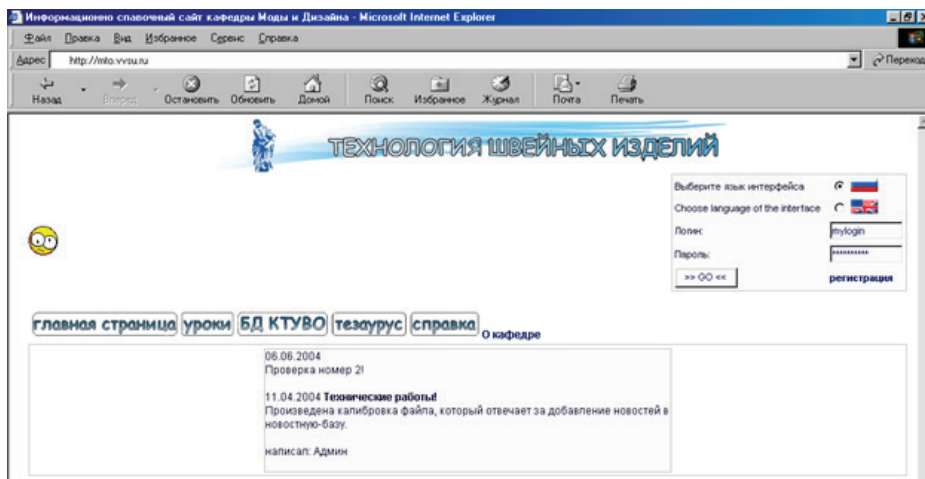 Информационно спавочный сайт кафедры Моды и Дизайна - Microsoft Internet Explorer
Файл Правка Вид Избранное Сервис Справка
Адрес http://mto.vvsu.ru Переход
Назад Вперед Остановить Обновить Домой Поиск Избранное Журнал Почта Печать
ТЕХНОЛОГИЯ ШВЕЙНЫХ ИЗДЕЛИЙ
Выберите язык интерфейса
Choose language of the interface
Логин: mylogin
Пароль: **********
>> GO << регистрация
главная страница уроки БД КТУВО тезаурус справка О кафедре
06.06.2004
Проверка номер 2!
11.04.2004 Технические работы!
Произведена калибровка файла, который отвечает за добавление новостей в
новостную-базу.
написал: Админ